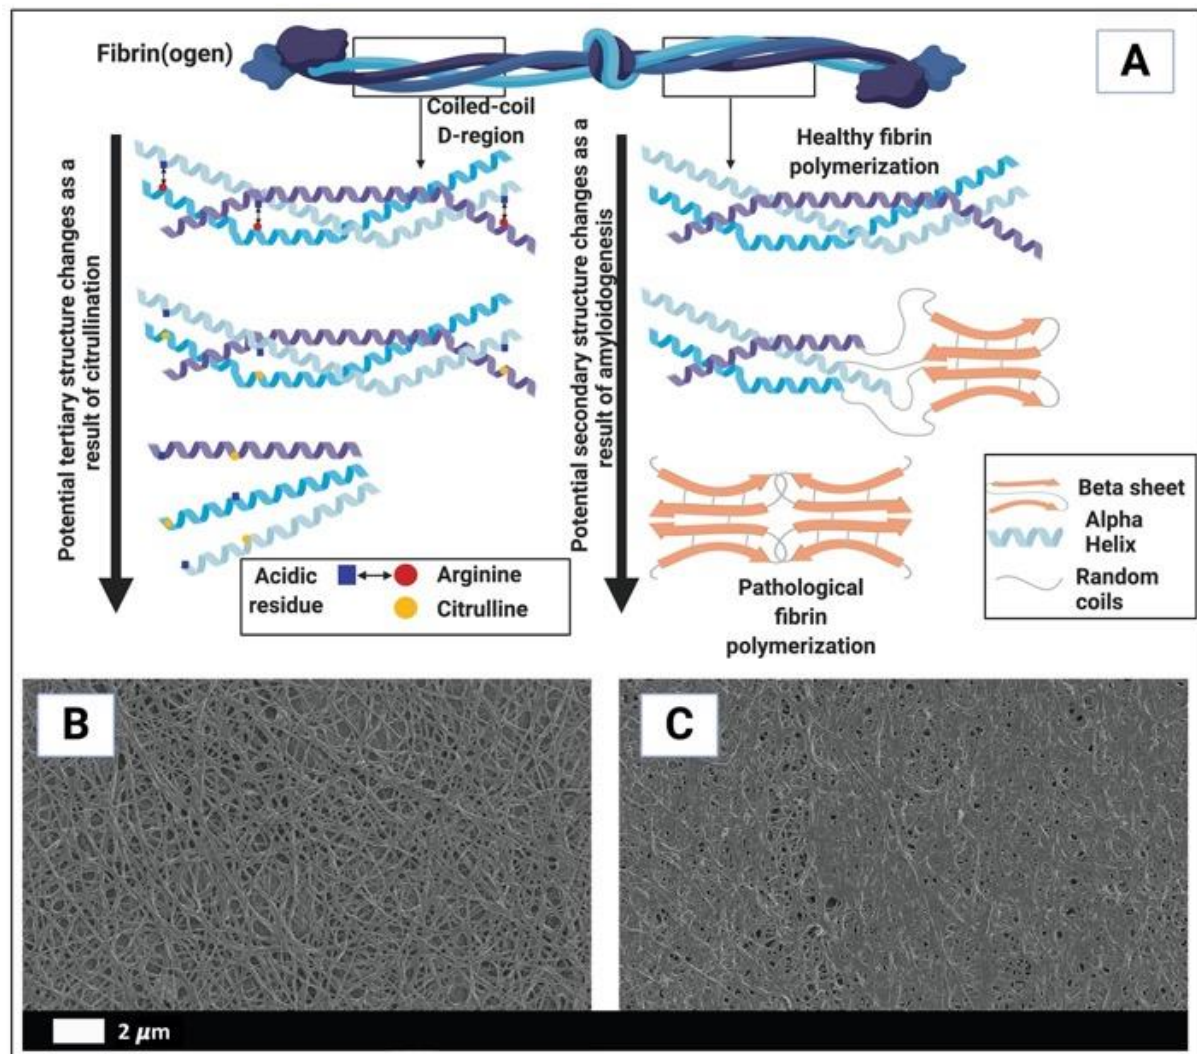 Fibrin(ogen)
A
Coiled-coil
D-region
Healthy fibrin
polymerization
Potential tertiary structure changes as a
result of citrullination
Potential secondary structure changes as a
result of amyloidogenesis
Acidic
residue
Arginine
Citrulline
Pathological
fibrin
polymerization
Beta sheet
Alpha
Helix
Random
coils
B
C
2 μm